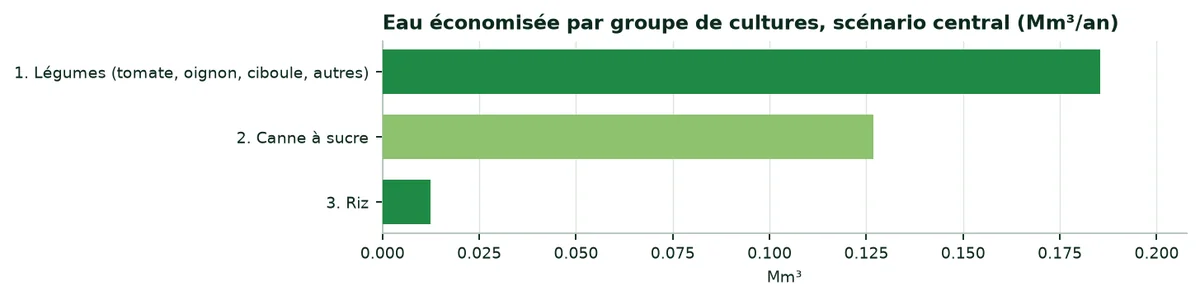 Eau économisée par groupe de cultures, scénario central (Mm³/an)
1. Légumes (tomate, oignon, ciboule, autres)
2. Canne à sucre
3. Riz
0.000 0.025 0.050 0.075 0.100 0.125 0.150 0.175 0.200
Mm³